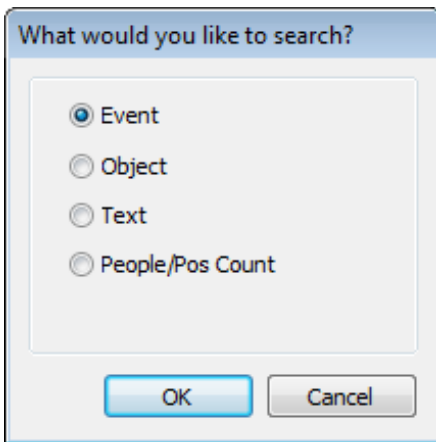 What would you like to search?
Event
Object
Text
People/Pos Count
OK Cancel